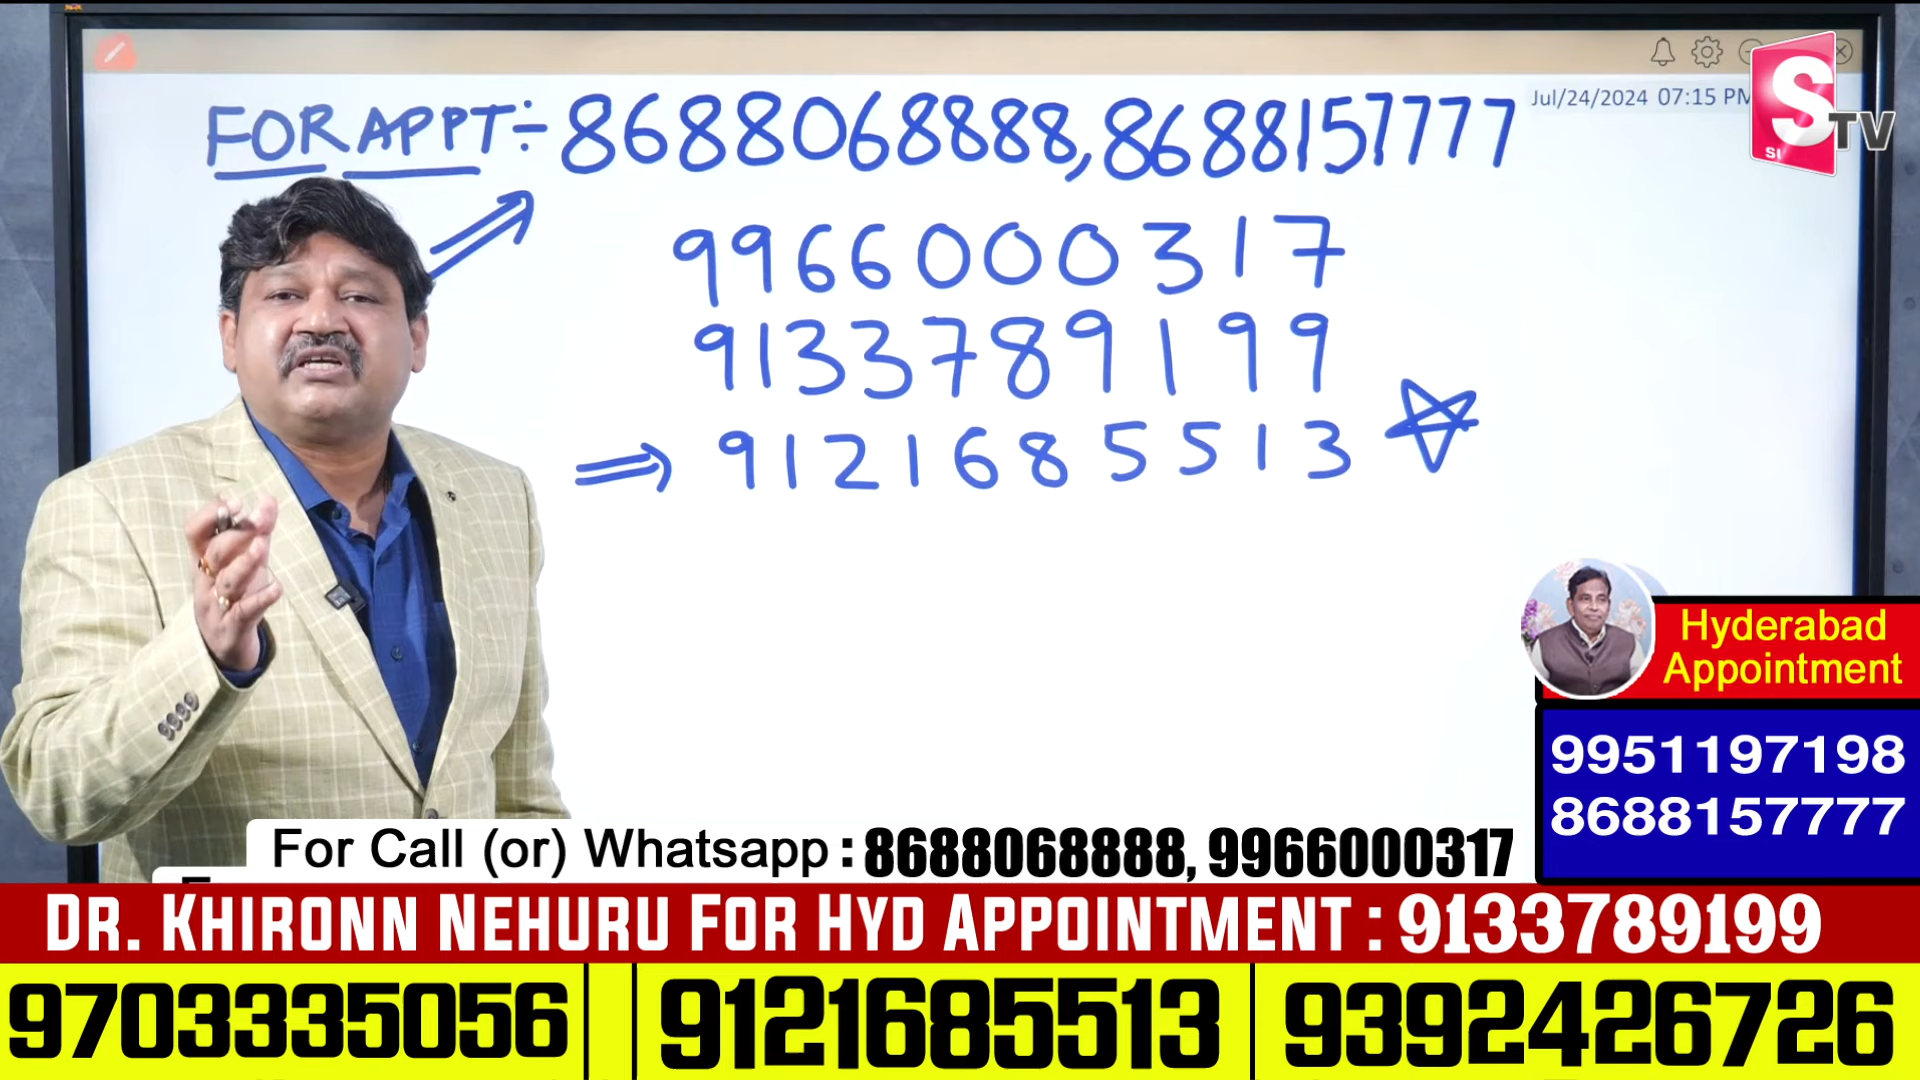 Jul/24/2024 07:15 PM
S TV
FOR APPT ÷ 8688068888, 8688157777
9966000317
9133789199
⇒ 9121685513
Hyderabad
Appointment
9951197198
8688157777
For Call (or) Whatsapp : 8688068888, 9966000317
DR. KHIRONN NEHURU FOR HYD APPOINTMENT : 9133789199
9703335056
9121685513
9392426726